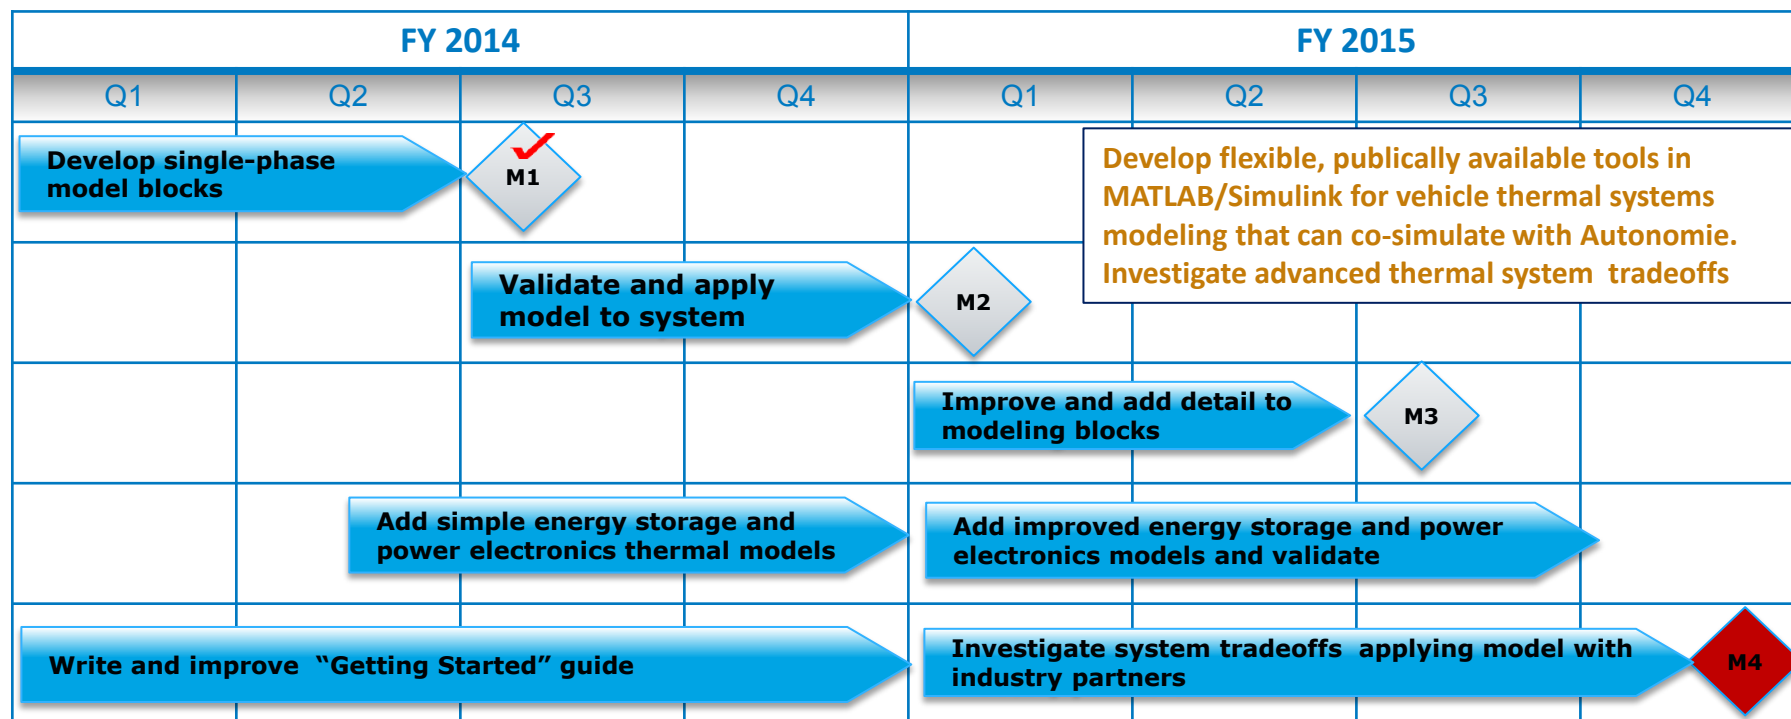 FY 2014
FY 2015
Q1
Q2
Q3
Q4
Q1
Q2
Q3
Q4
Develop single-phase
model blocks
M1
Develop flexible, publically available tools in
MATLAB/Simulink for vehicle thermal systems
modeling that can co-simulate with Autonomie.
Investigate advanced thermal system tradeoffs
Validate and apply
model to system
M2
Improve and add detail to
modeling blocks
M3
Add simple energy storage and
power electronics thermal models
Add improved energy storage and power
electronics models and validate
Write and improve “Getting Started” guide
Investigate system tradeoffs applying model with
industry partners
M4